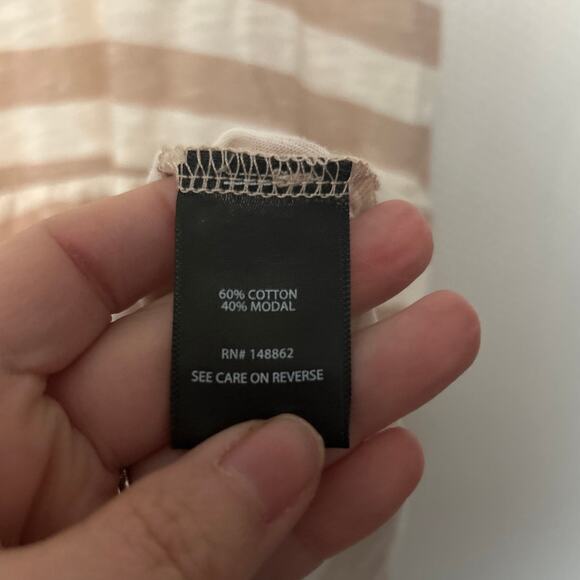 60% COTTON
40% MODAL
RN# 148862
SEE CARE ON REVERSE